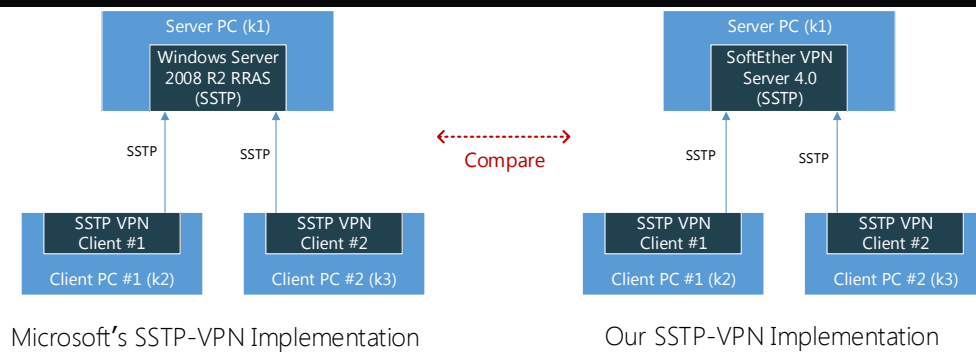 Server PC (k1)
Windows Server
2008 R2 RRAS
(SSTP)
SSTP
SSTP
SSTP VPN
Client #1
Client PC #1 (k2)
SSTP VPN
Client #2
Client PC #2 (k3)
Microsoft's SSTP-VPN Implementation
Compare
Server PC (k1)
SoftEther VPN
Server 4.0
(SSTP)
SSTP
SSTP
SSTP VPN
Client #1
Client PC #1 (k2)
SSTP VPN
Client #2
Client PC #2 (k3)
Our SSTP-VPN Implementation